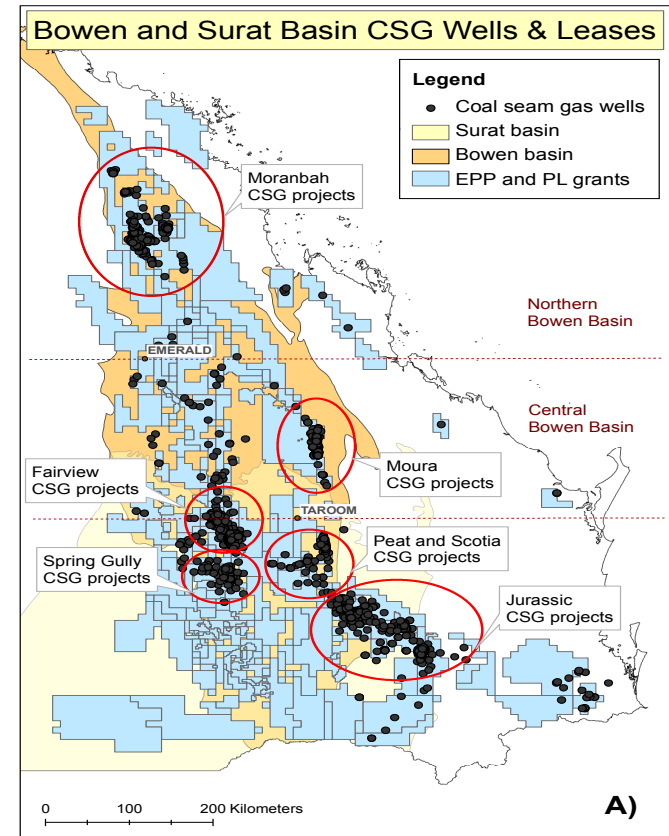 Bowen and Surat Basin CSG Wells & Leases
Legend
Coal seam gas wells
Surat basin
Bowen basin
EPP and PL grants
Moranbah
CSG projects
Northern
Bowen Basin
EMERALD
Central
Bowen Basin
Fairview
CSG projects
Moura
CSG projects
TAROOM
Spring Gully
CSG projects
Peat and Scotia
CSG projects
Jurassic
CSG projects
0 100 200 Kilometers
A)